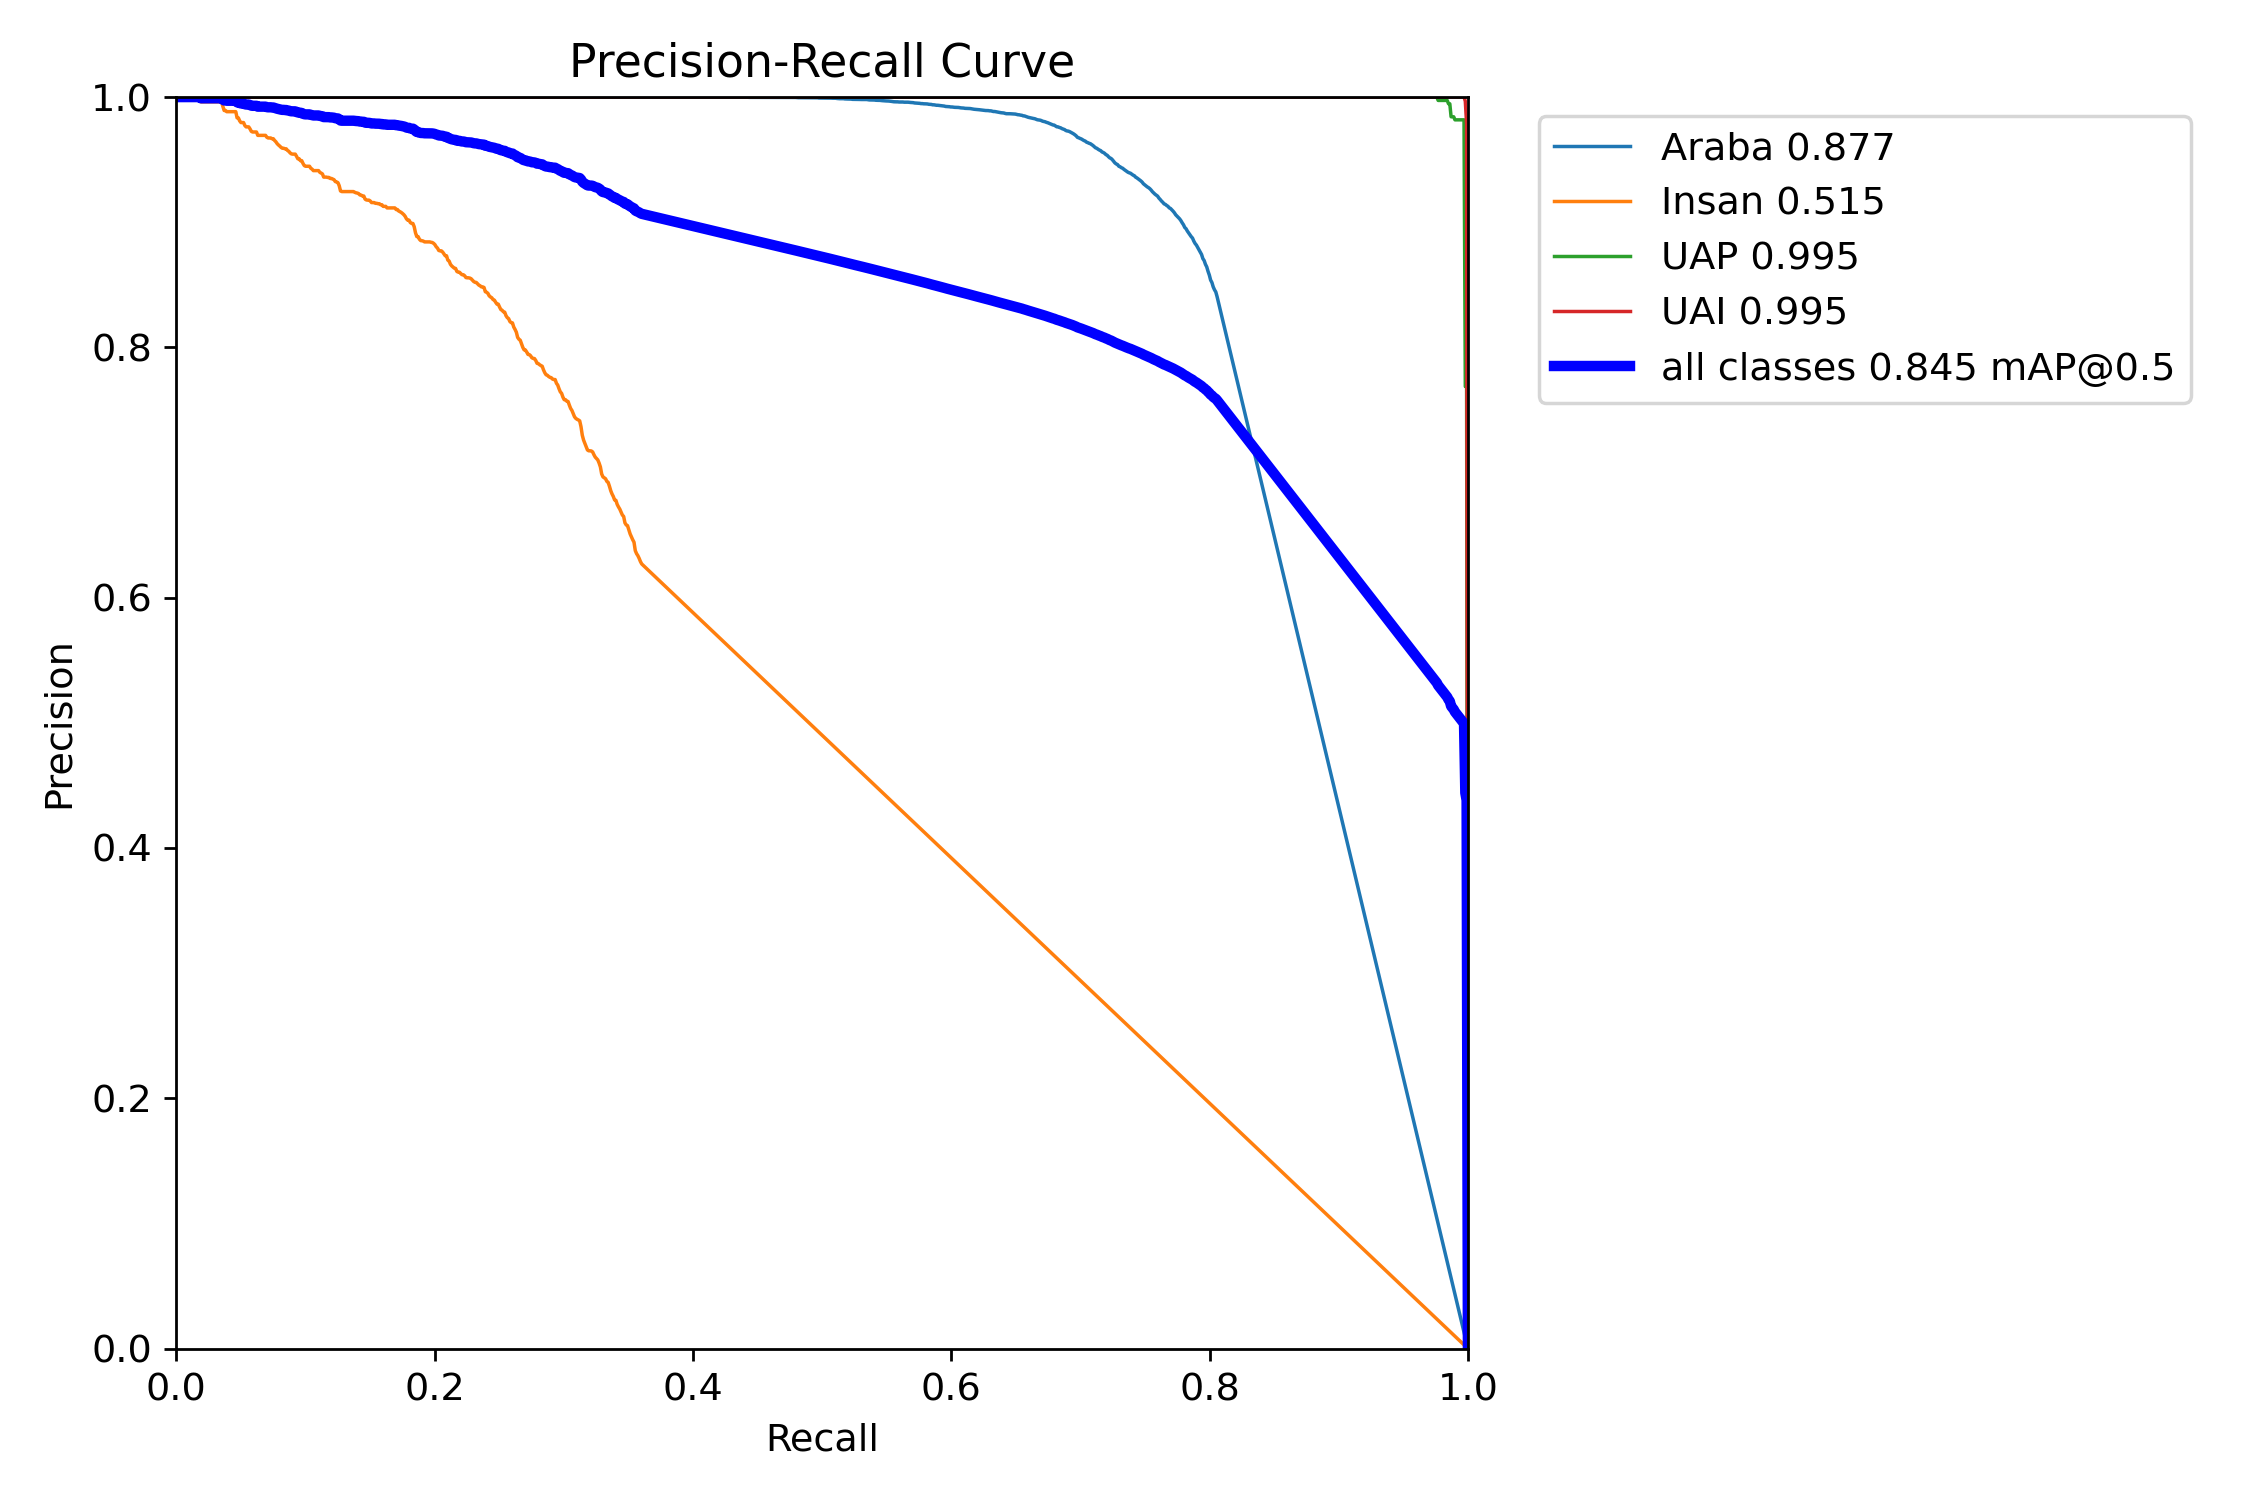 Precision-Recall Curve
1.0
0.8
0.6
0.4
0.2
0.0
Precision
0.0 0.2 0.4 0.6 0.8 1.0
Recall
Araba 0.877
Insan 0.515
UAP 0.995
UAI 0.995
all classes 0.845 mAP@0.5